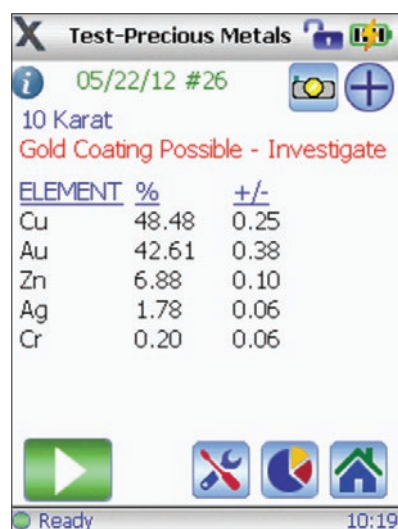 Test-Precious Metals
05/22/12 #26
10 Karat
Gold Coating Possible - Investigate
ELEMENT % +/-
Cu 48.48 0.25
Au 42.61 0.38
Zn 6.88 0.10
Ag 1.78 0.06
Cr 0.20 0.06
Ready 10:19